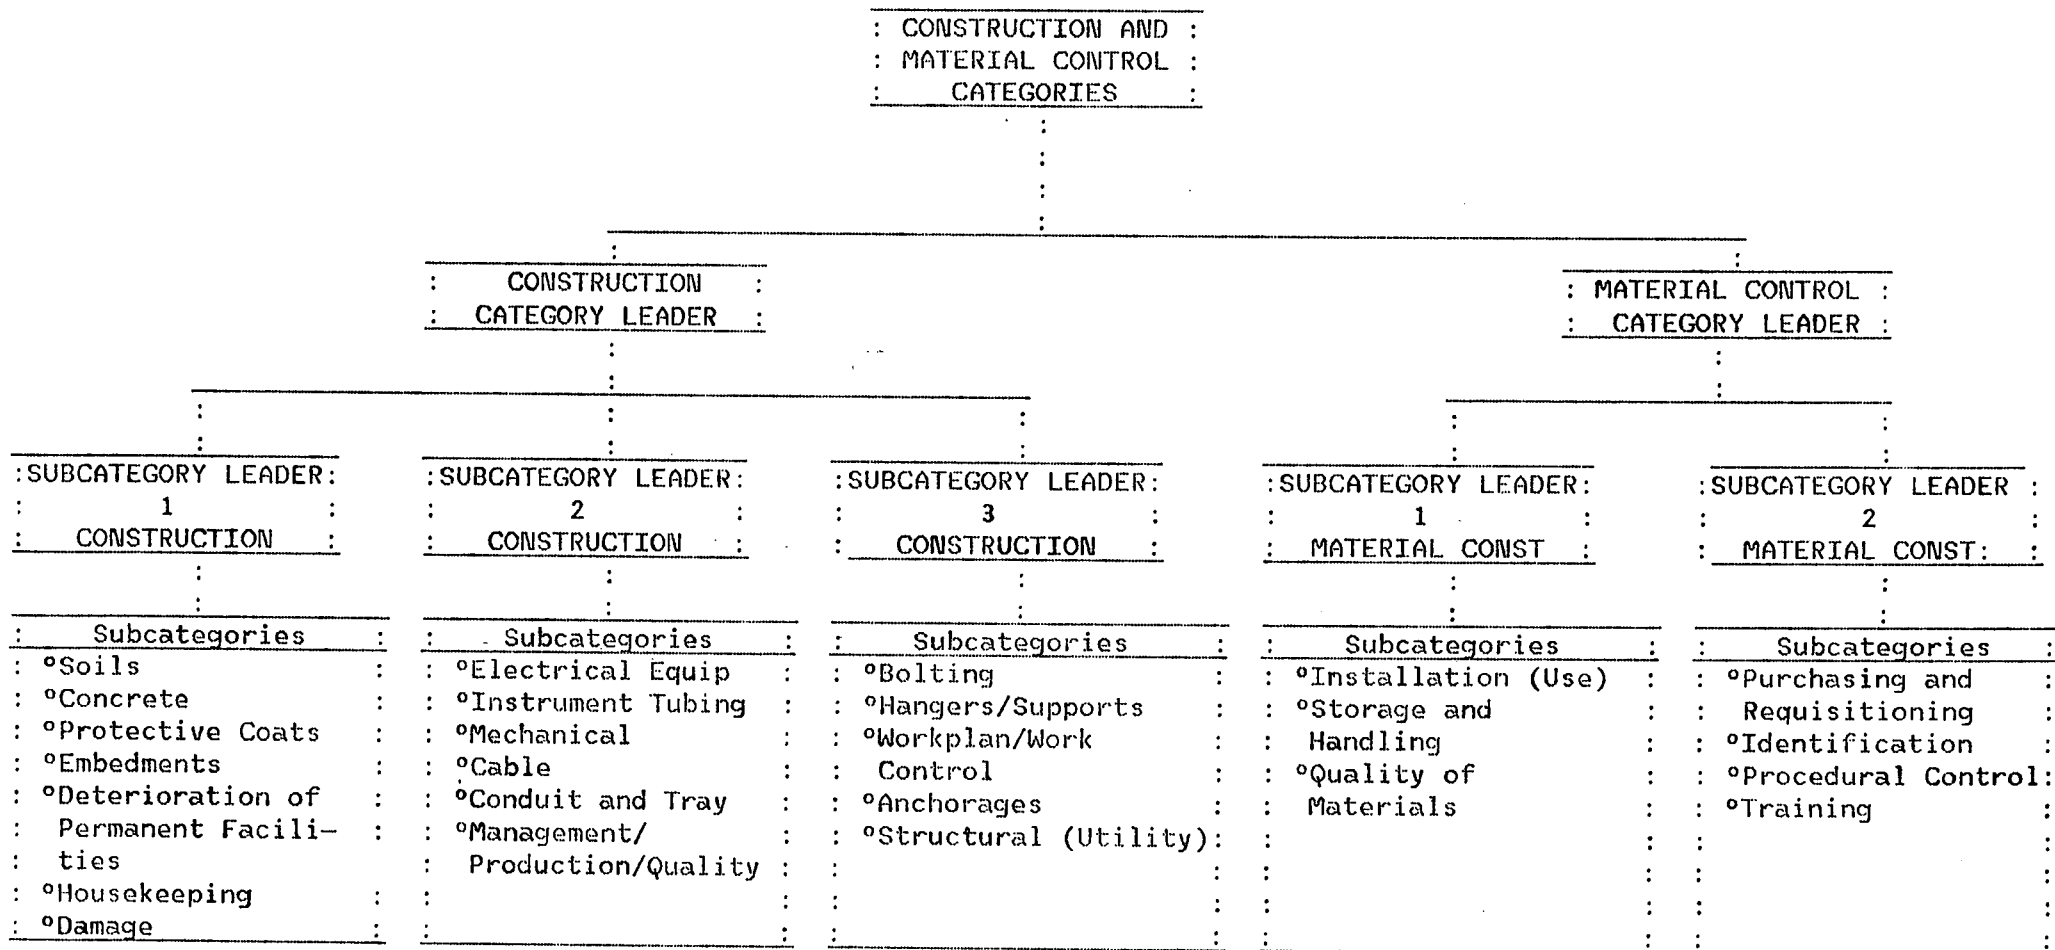 CONSTRUCTION AND
MATERIAL CONTROL
CATEGORIES
CONSTRUCTION
CATEGORY LEADER
MATERIAL CONTROL
CATEGORY LEADER
SUBCATEGORY LEADER
1
CONSTRUCTION
SUBCATEGORY LEADER
2
CONSTRUCTION
SUBCATEGORY LEADER
3
CONSTRUCTION
SUBCATEGORY LEADER
1
MATERIAL CONST
SUBCATEGORY LEADER
2
MATERIAL CONST:
Subcategories
°Soils
°Concrete
°Protective Coats
°Embedments
°Deterioration of
Permanent Facili-
ties
°Housekeeping
°Damage
Subcategories
°Electrical Equip
°Instrument Tubing
°Mechanical
°Cable
°Conduit and Tray
°Management/
Production/Quality
Subcategories
°Bolting
°Hangers/Supports
°Workplan/Work
Control
°Anchorages
°Structural (Utility)
Subcategories
°Installation (Use)
°Storage and
Handling
°Quality of
Materials
Subcategories
°Purchasing and
Requisitioning
°Identification
°Procedural Control
°Training